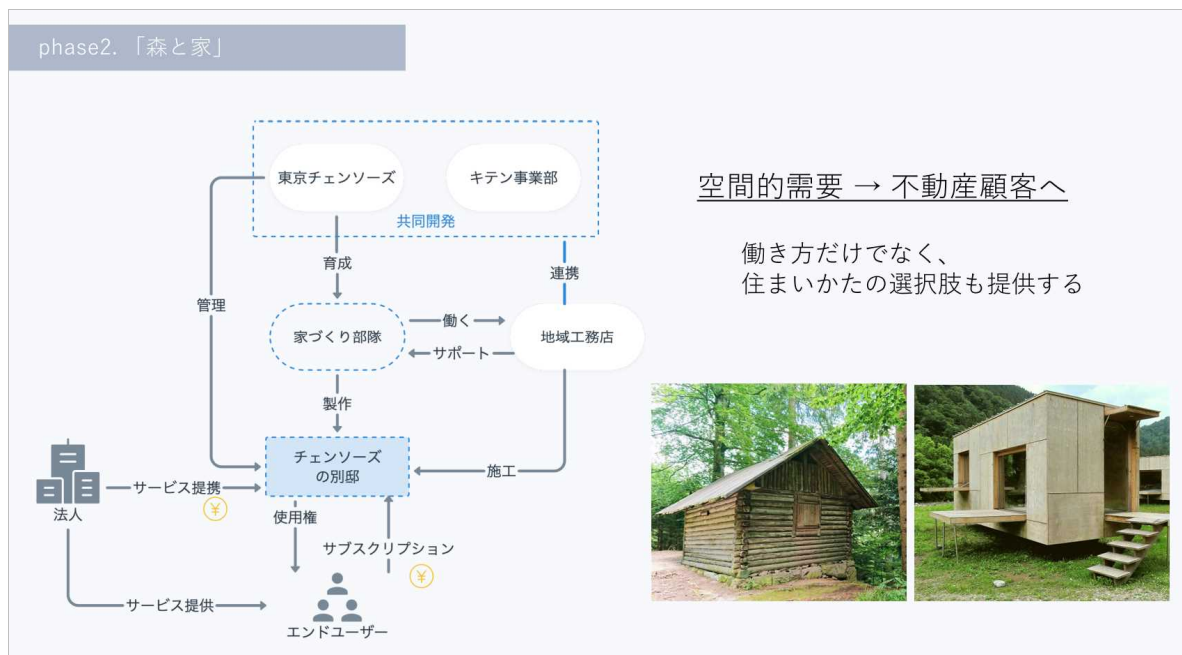 phase2. 「森と家」
東京チェンソーズ
キテン事業部
共同開発
育成
連携
管理
家づくり部隊
働く
サポート
地域工務店
製作
チェンソーズ
の別邸
施工
サービス提携
¥
法人
使用権
サブスクリプション
¥
サービス提供
エンドユーザー
空間的需要 → 不動産顧客へ
働き方だけでなく、
住まいかたの選択肢も提供する